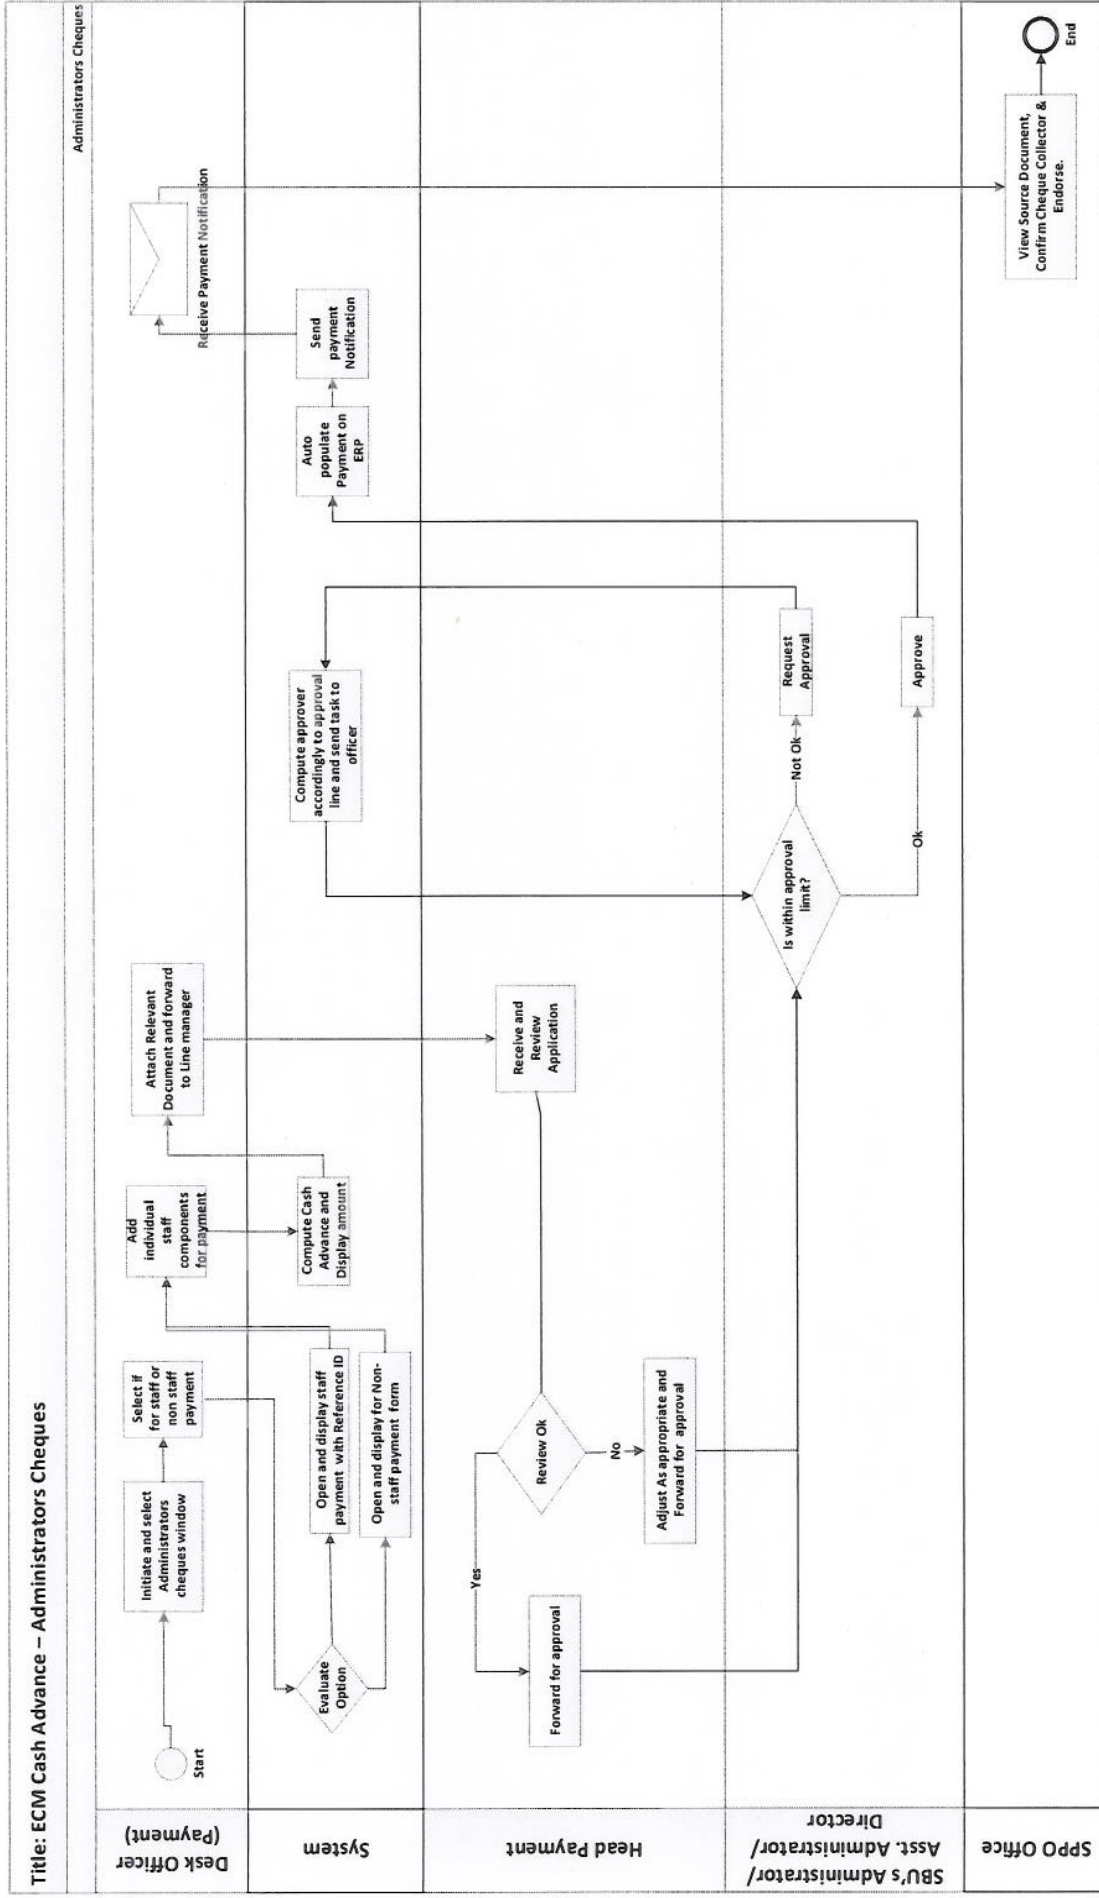 Title: ECM Cash Advance – Administrators Cheques
Administrators Cheques
Desk Officer
(Payment)
Start
Initiate and select
Administrators
cheques window
Select if
for staff or
non staff
payment
Add
individual
staff
components
for payment
Attach Relevant
Document and forward
to Line manager
Receive Payment Notification
System
Evaluate
Option
Open and display staff
payment with Reference ID
Open and display for Non-
staff payment form
Compute Cash
Advance and
Display amount
Compute approver
accordingly to approval
line and send task to
officer
Auto
populate
Payment on
ERP
Send
payment
Notification
Head Payment
Forward for approval
Yes
Review Ok
No
Adjust As appropriate and
Forward for approval
Receive and
Review
Application
SBU's Administrator/
Asst. Administrator/
Director
Is within approval
limit?
Not Ok
Request
Approval
Ok
Approve
SPPO Office
View Source Document,
Confirm Cheque Collector &
Endorse.
End